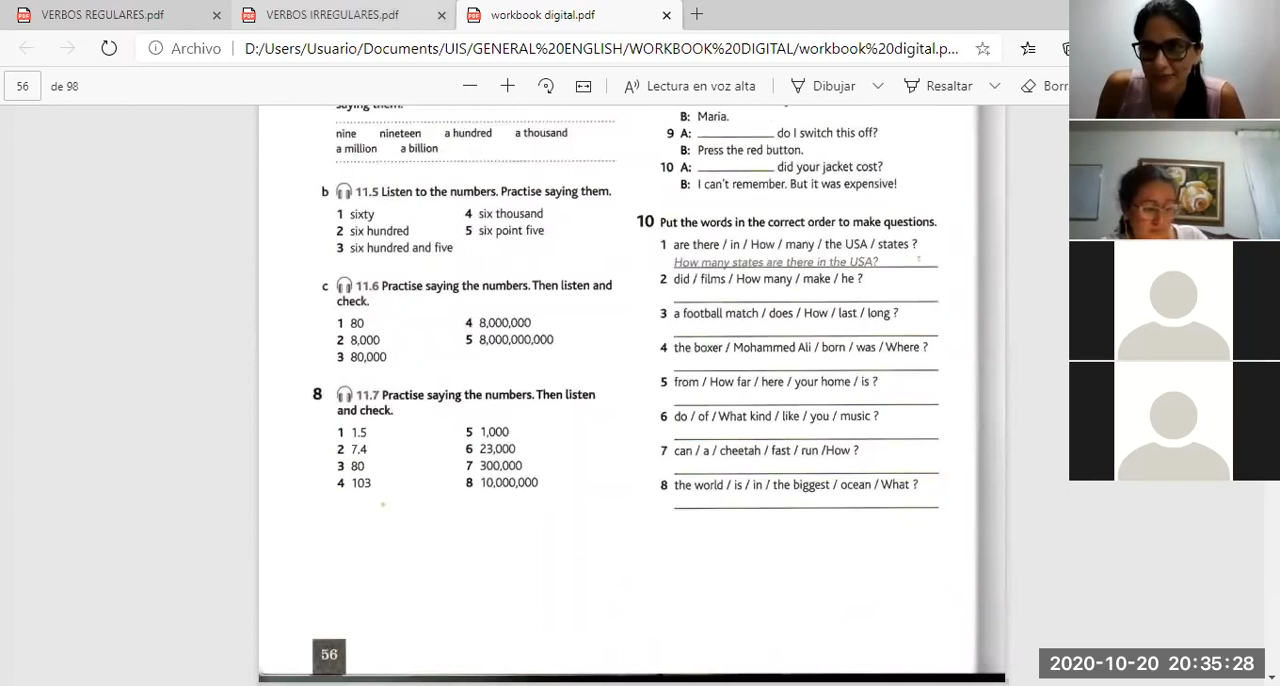 VERBOS REGULARES.pdf
VERBOS IRREGULARES.pdf
workbook digital.pdf
Archivo
D:/Users/Usuario/Documents/UIS/GENERAL%20ENGLISH/WORKBOOK%20DIGITAL/workbook%20digital.p...
56
de 98
Lectura en voz alta
Dibujar
Resaltar
Borr
saying them.
nine nineteen a hundred a thousand
a million a billion
b 11.5 Listen to the numbers. Practise saying them.
1 sixty 4 six thousand
2 six hundred 5 six point five
3 six hundred and five
c 11.6 Practise saying the numbers. Then listen and
check.
1 80 4 8,000,000
2 8,000 5 8,000,000,000
3 80,000
8 11.7 Practise saying the numbers. Then listen
and check.
1 1.5 5 1,000
2 7.4 6 23,000
3 80 7 300,000
4 103 8 10,000,000
56
B: Maria.
9 A: ____________ do I switch this off?
B: Press the red button.
10 A: ____________ did your jacket cost?
B: I can't remember. But it was expensive!
10 Put the words in the correct order to make questions.
1 are there / in / How / many / the USA / states ?
How many states are there in the USA?
2 did / films / How many / make / he ?
3 a football match / does / How / last / long ?
4 the boxer / Mohammed Ali / born / was / Where ?
5 from / How far / here / your home / is ?
6 do / of / What kind / like / you / music ?
7 can / a / cheetah / fast / run /How ?
8 the world / is / in / the biggest / ocean / What ?
2020-10-20 20:35:28